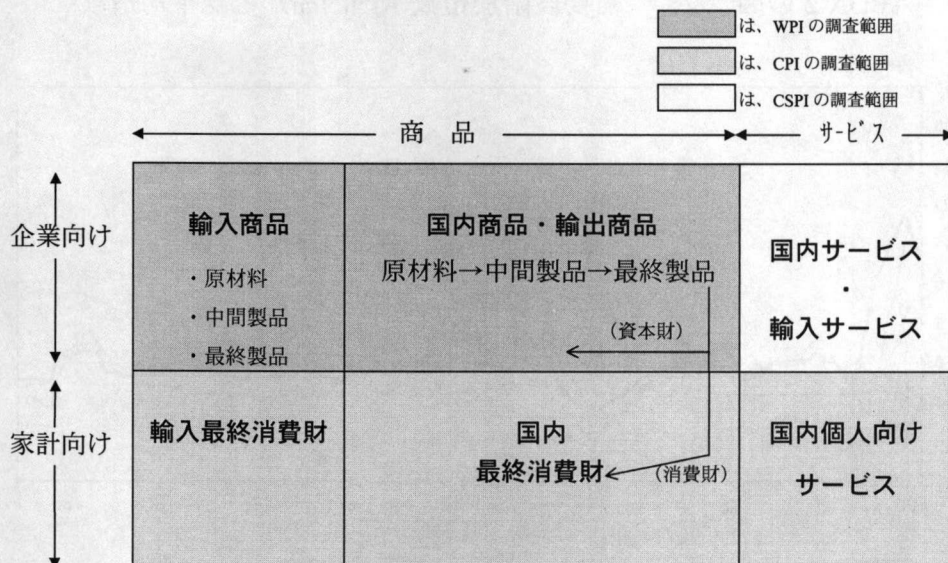 は、WPIの調査範囲
は、CPIの調査範囲
は、CSPIの調査範囲
商品
サービス
企業向け
輸入商品
・原材料
・中間製品
・最終製品
国内商品・輸出商品
原材料→中間製品→最終製品
(資本財)
国内サービス
・
輸入サービス
家計向け
輸入最終消費財
国内
最終消費財
(消費財)
国内個人向け
サービス